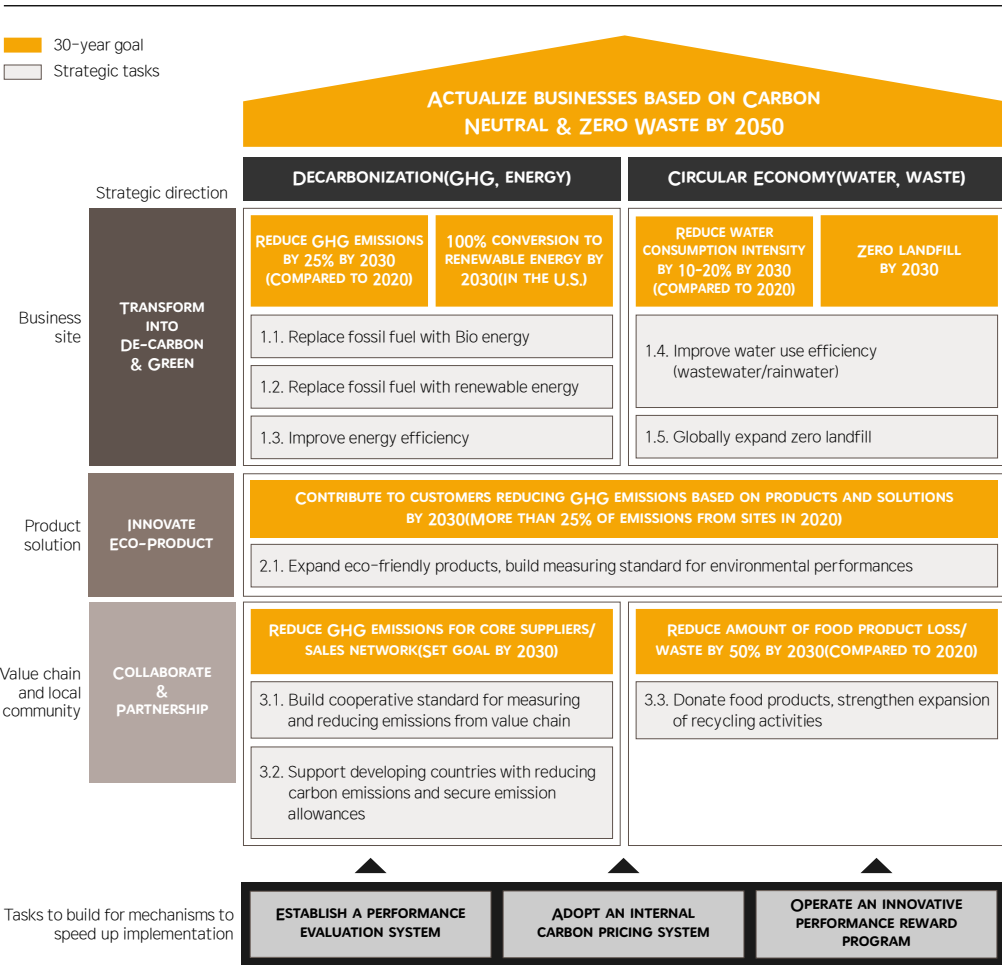 30-year goal
Strategic tasks
ACTUALIZE BUSINESSES BASED ON CARBON
NEUTRAL & ZERO WASTE BY 2050
Strategic direction
DECARBONIZATION(GHG, ENERGY)
CIRCULAR ECONOMY(WATER, WASTE)
Business
site
TRANSFORM
INTO
DE-CARBON
& GREEN
REDUCE GHG EMISSIONS
BY 25% BY 2030
(COMPARED TO 2020)
100% CONVERSION TO
RENEWABLE ENERGY BY
2030(IN THE U.S.)
REDUCE WATER
CONSUMPTION INTENSITY
BY 10-20% BY 2030
(COMPARED TO 2020)
ZERO LANDFILL
BY 2030
1.1. Replace fossil fuel with Bio energy
1.2. Replace fossil fuel with renewable energy
1.3. Improve energy efficiency
1.4. Improve water use efficiency
(wastewater/rainwater)
1.5. Globally expand zero landfill
Product
solution
INNOVATE
ECO-PRODUCT
CONTRIBUTE TO CUSTOMERS REDUCING GHG EMISSIONS BASED ON PRODUCTS AND SOLUTIONS
BY 2030(MORE THAN 25% OF EMISSIONS FROM SITES IN 2020)
2.1. Expand eco-friendly products, build measuring standard for environmental performances
Value chain
and local
community
COLLABORATE
&
PARTNERSHIP
REDUCE GHG EMISSIONS FOR CORE SUPPLIERS/
SALES NETWORK(SET GOAL BY 2030)
3.1. Build cooperative standard for measuring
and reducing emissions from value chain
3.2. Support developing countries with reducing
carbon emissions and secure emission
allowances
REDUCE AMOUNT OF FOOD PRODUCT LOSS/
WASTE BY 50% BY 2030(COMPARED TO 2020)
3.3. Donate food products, strengthen expansion
of recycling activities
Tasks to build for mechanisms to
speed up implementation
ESTABLISH A PERFORMANCE
EVALUATION SYSTEM
ADOPT AN INTERNAL
CARBON PRICING SYSTEM
OPERATE AN INNOVATIVE
PERFORMANCE REWARD
PROGRAM